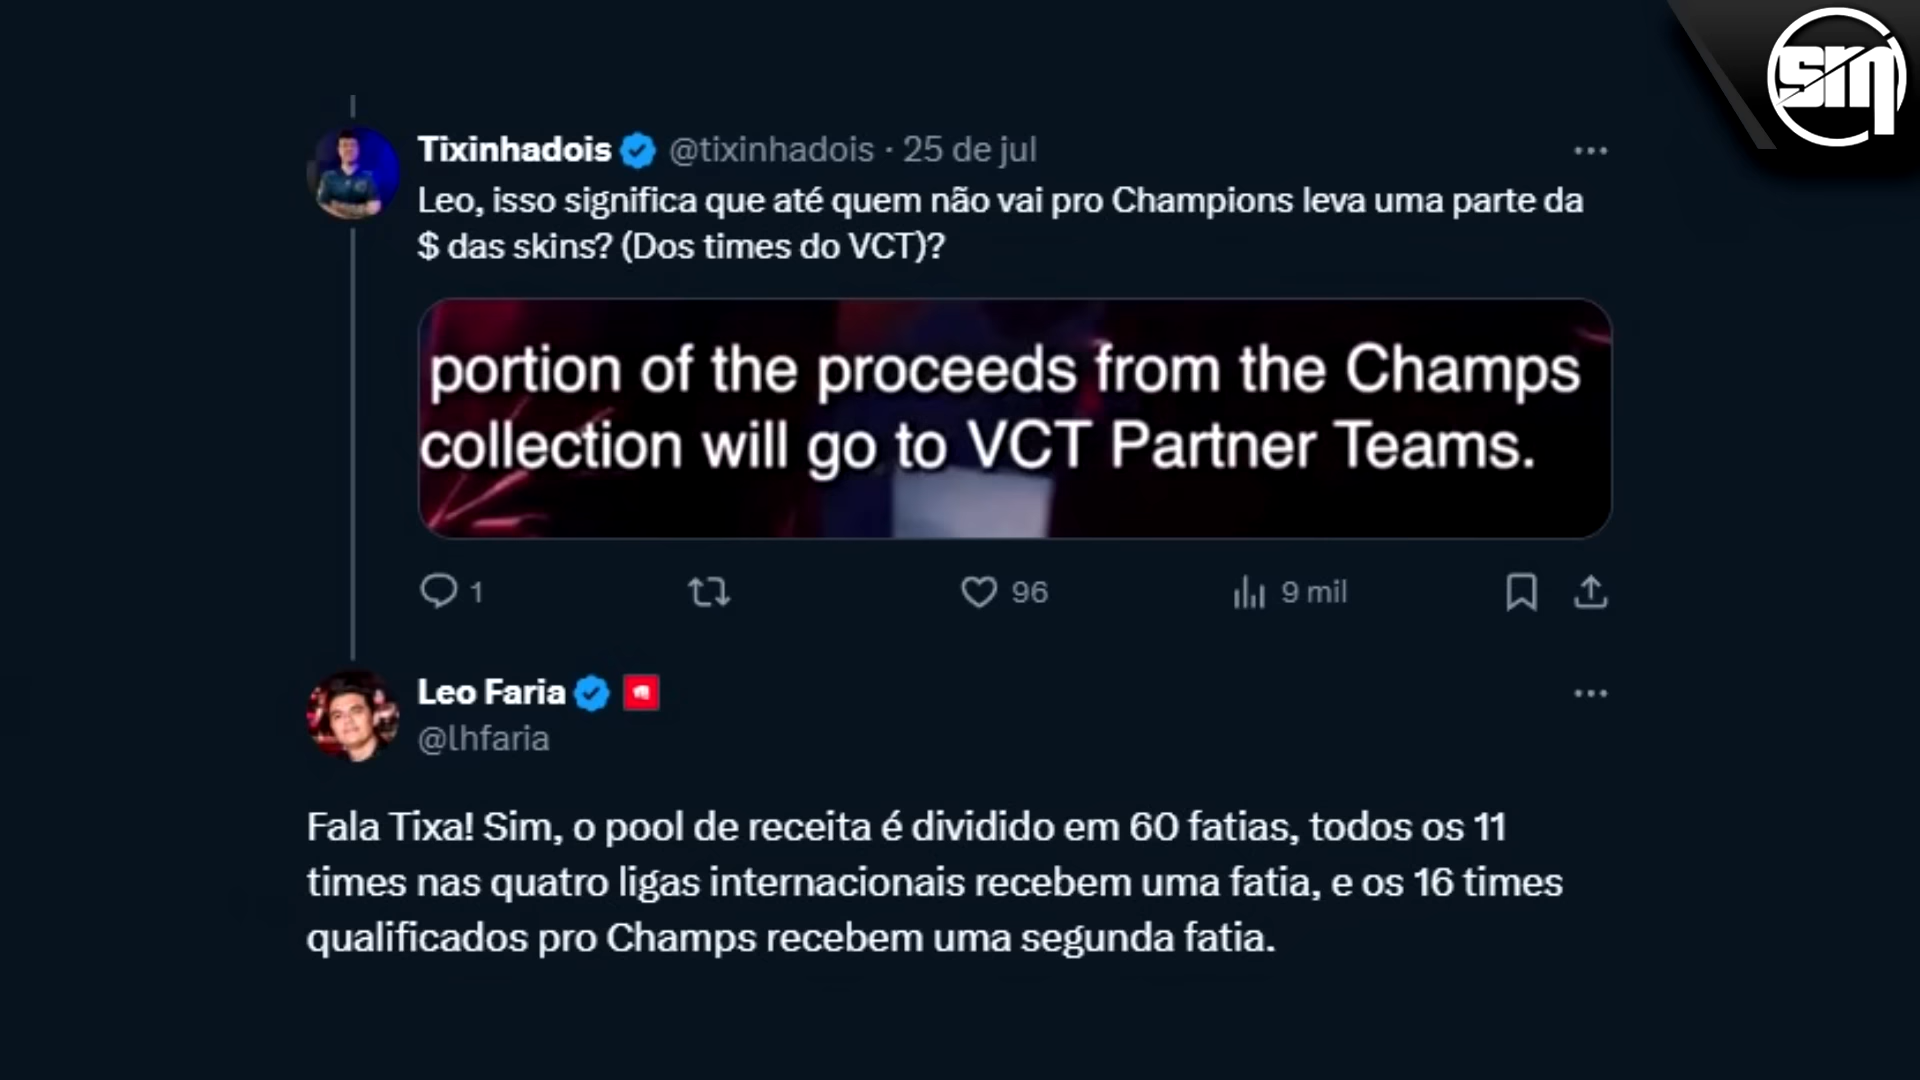 SM
Tixinhadois @tixinhadois · 25 de jul
Leo, isso significa que até quem não vai pro Champions leva uma parte da
$ das skins? (Dos times do VCT)?
portion of the proceeds from the Champs
collection will go to VCT Partner Teams.
1 96 9 mil
Leo Faria
@lhfaria
Fala Tixa! Sim, o pool de receita é dividido em 60 fatias, todos os 11
times nas quatro ligas internacionais recebem uma fatia, e os 16 times
qualificados pro Champs recebem uma segunda fatia.